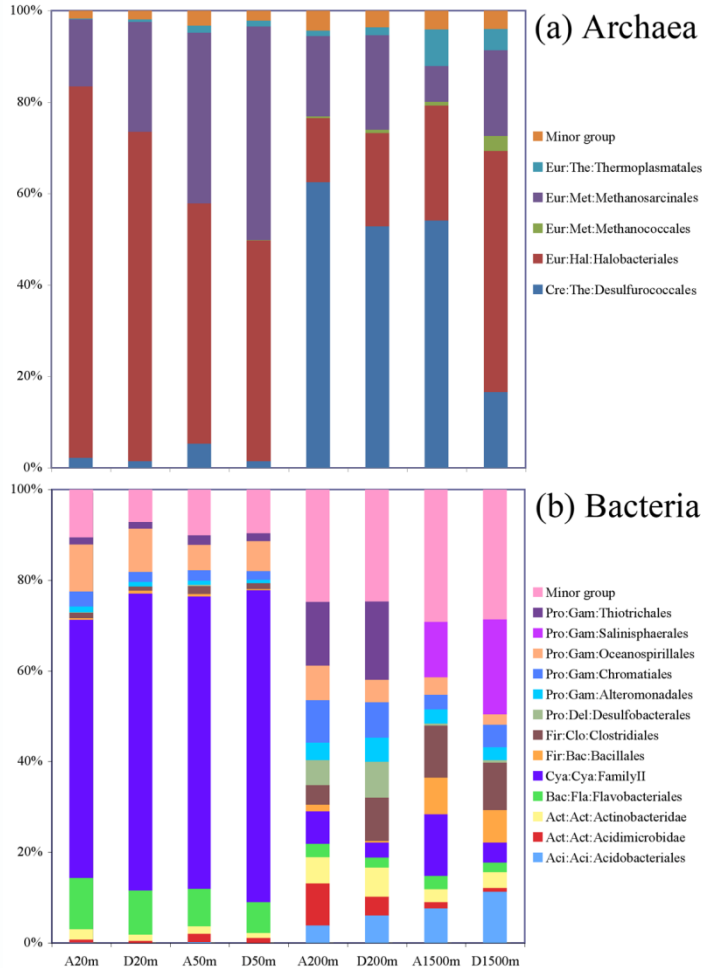 100%
(a) Archaea
80%
Minor group
Eur:The:Thermoplasmatales
60%
Eur:Met:Methanosarcinales
Eur:Met:Methanococcales
Eur:Hal:Halobacteriales
40%
Cre:The:Desulfurococcales
20%
0%
100%
(b) Bacteria
80%
Minor group
Pro:Gam:Thiotrichales
Pro:Gam:Salinisphaerales
60%
Pro:Gam:Oceanospirillales
Pro:Gam:Chromatiales
Pro:Gam:Alteromonadales
Pro:Del:Desulfobacterales
40%
Fir:Clo:Clostridiales
Fir:Bac:Bacillales
Cya:Cya:FamilyII
Bac:Fla:Flavobacteriales
20%
Act:Act:Actinobacteridae
Act:Act:Acidimicrobidae
Aci:Aci:Acidobacteriales
0%
A20m D20m A50m D50m A200m D200m A1500m D1500m